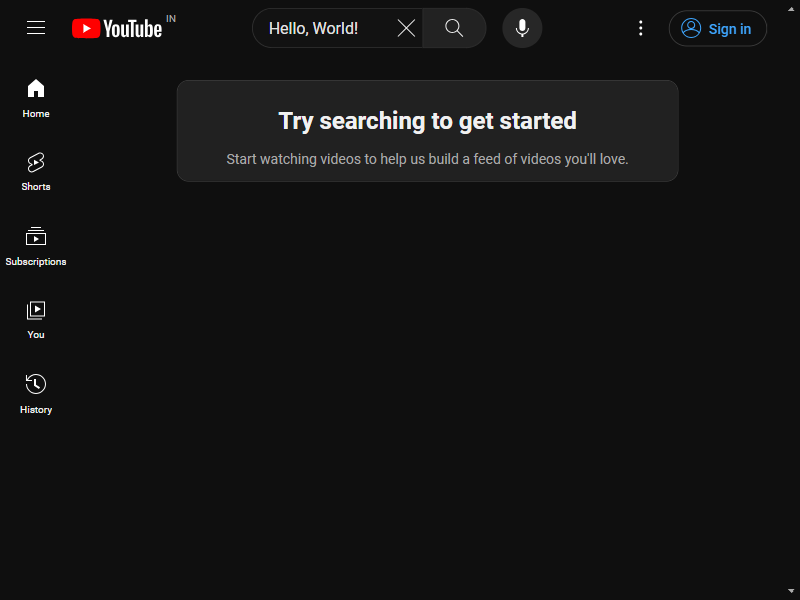 YouTube IN
Hello, World!
Sign in
Home
Shorts
Subscriptions
You
History
Try searching to get started
Start watching videos to help us build a feed of videos you'll love.